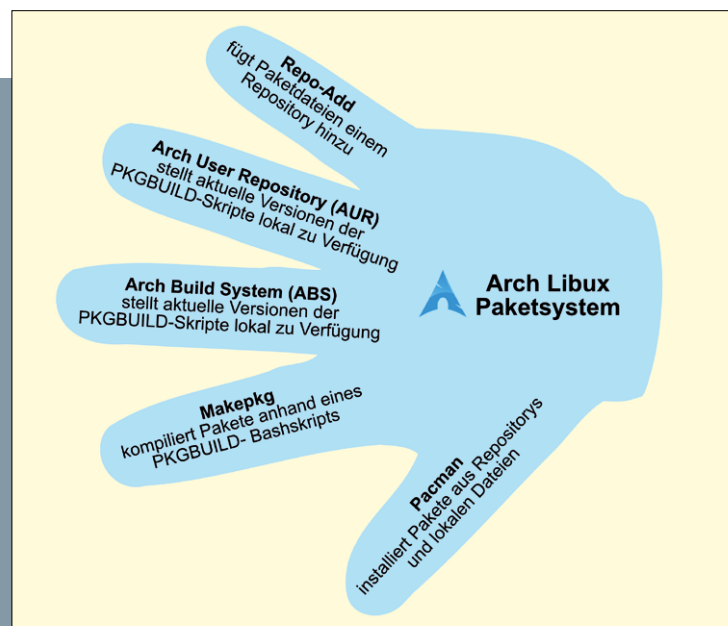 Repo-Add
fügt Paketdateien einem
Repository hinzu
Arch User Repository (AUR)
stellt aktuelle Versionen der
PKGBUILD-Skripte lokal zu Verfügung
Arch Build System (ABS)
stellt aktuelle Versionen der
PKGBUILD-Skripte lokal zu Verfügung
Makepkg
kompiliert Pakete anhand eines
PKGBUILD- Bashskripts
Pacman
installiert Pakete aus Repositorys
und lokalen Dateien
Arch Libux
Paketsystem